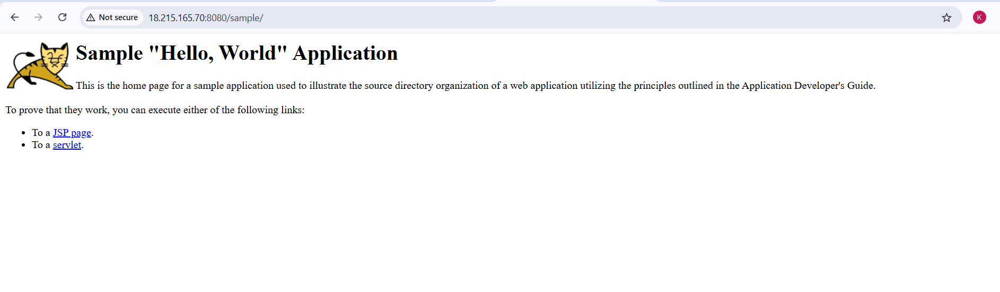 Not secure 18.215.165.70:8080/sample/
K
Sample "Hello, World" Application
This is the home page for a sample application used to illustrate the source directory organization of a web application utilizing the principles outlined in the Application Developer's Guide.
To prove that they work, you can execute either of the following links:
• To a JSP page.
• To a servlet.